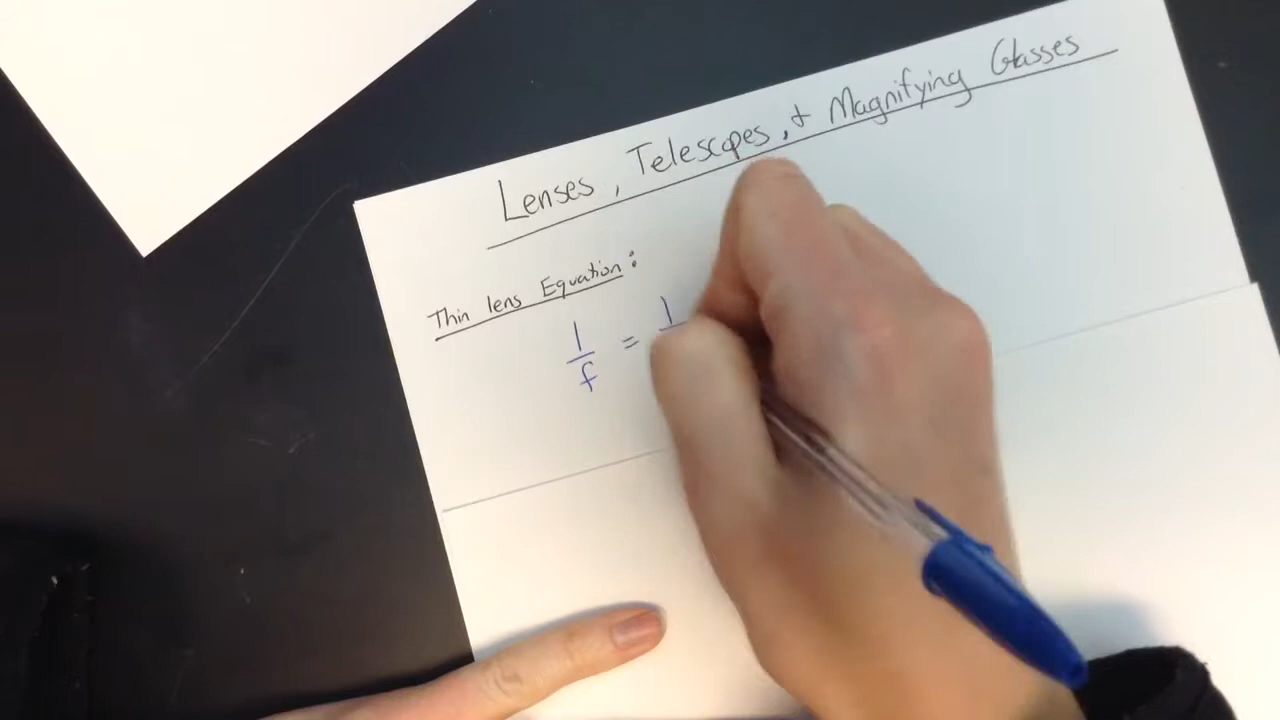 Lenses, Telescopes, & Magnifying Glasses
Thin lens Equation:
1/f = 1